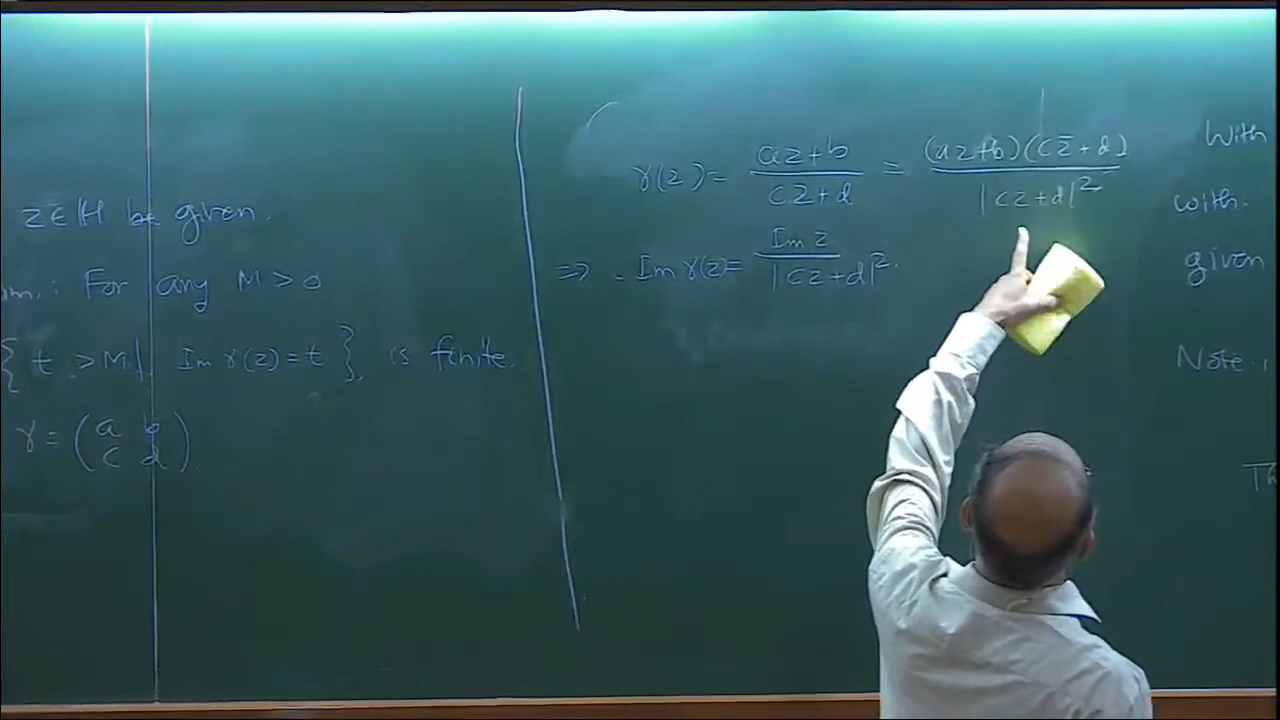 z ∈ ℍ be given.
For any M > 0
{ t > M | Im γ(z) = t }, is finite.
γ = ( a b
c d ).
γ(z) = (az+b)/(cz+d) = (az+b)(cz̄+d)/|cz+d|²
⇒ Im γ(z) = Im z/|cz+d|².
With
with.
given
Note.